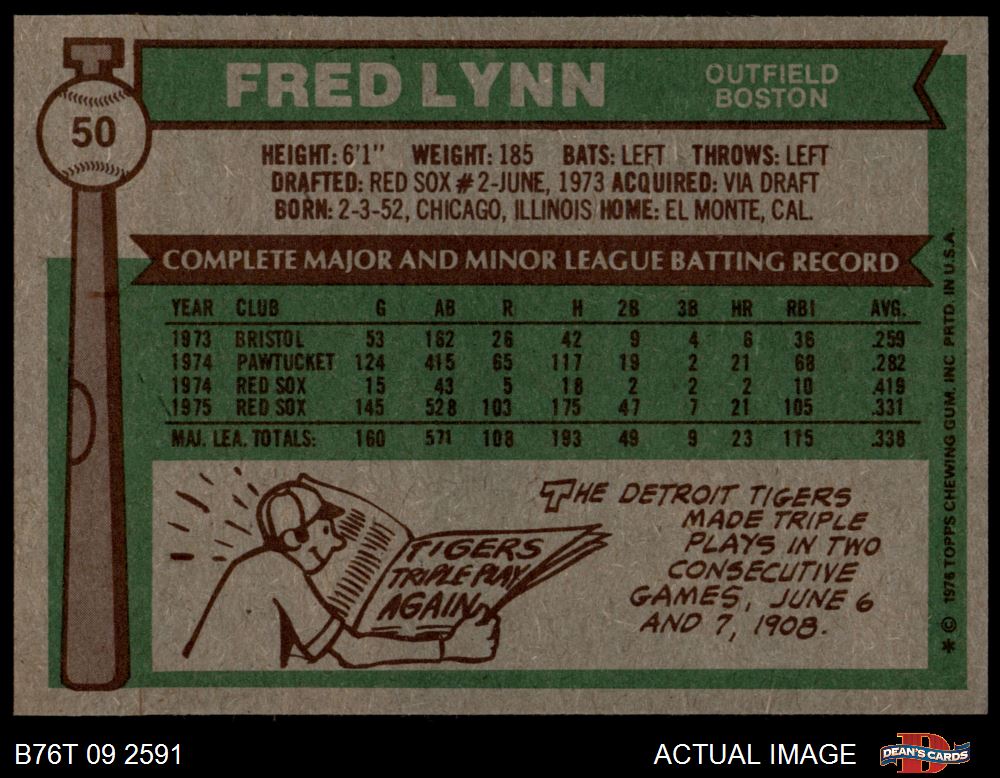 50
FRED LYNN
OUTFIELD
BOSTON
HEIGHT: 6'1" WEIGHT: 185 BATS: LEFT THROWS: LEFT
DRAFTED: RED SOX #2-JUNE, 1973 ACQUIRED: VIA DRAFT
BORN: 2-3-52, CHICAGO, ILLINOIS HOME: EL MONTE, CAL.
COMPLETE MAJOR AND MINOR LEAGUE BATTING RECORD
YEAR CLUB G AB R H 2B 3B HR RBI AVG.
1973 BRISTOL 53 162 26 42 9 4 6 36 .259
1974 PAWTUCKET 124 415 65 117 19 2 21 68 .282
1974 RED SOX 15 43 5 18 2 2 2 10 .419
1975 RED SOX 145 528 103 175 47 7 21 105 .331
MAJ. LEA. TOTALS: 160 571 108 193 49 9 23 115 .338
TIGERS
TRIPLE PLAY
AGAIN
THE DETROIT TIGERS
MADE TRIPLE
PLAYS IN TWO
CONSECUTIVE
GAMES, JUNE 6
AND 7, 1908.
* © 1976 TOPPS CHEWING GUM, INC PRTD. IN U.S.A.
B76T 09 2591
ACTUAL IMAGE
D
DEAN'S CARDS